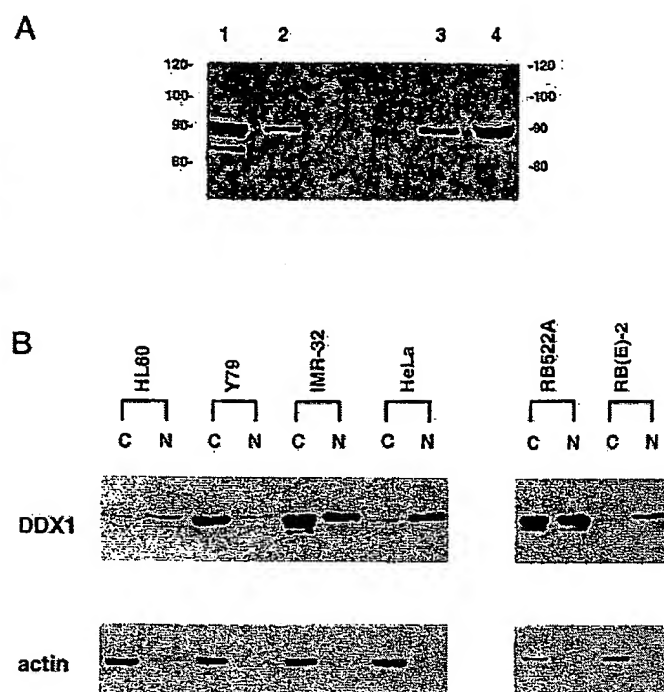 A
1 2 3 4
120- -120
100- -100
90- -90
80- -80
B
HL60 Y79 IMR-32 HeLa RB522A RB(E)-2
C N C N C N C N C N C N
DDX1
actin